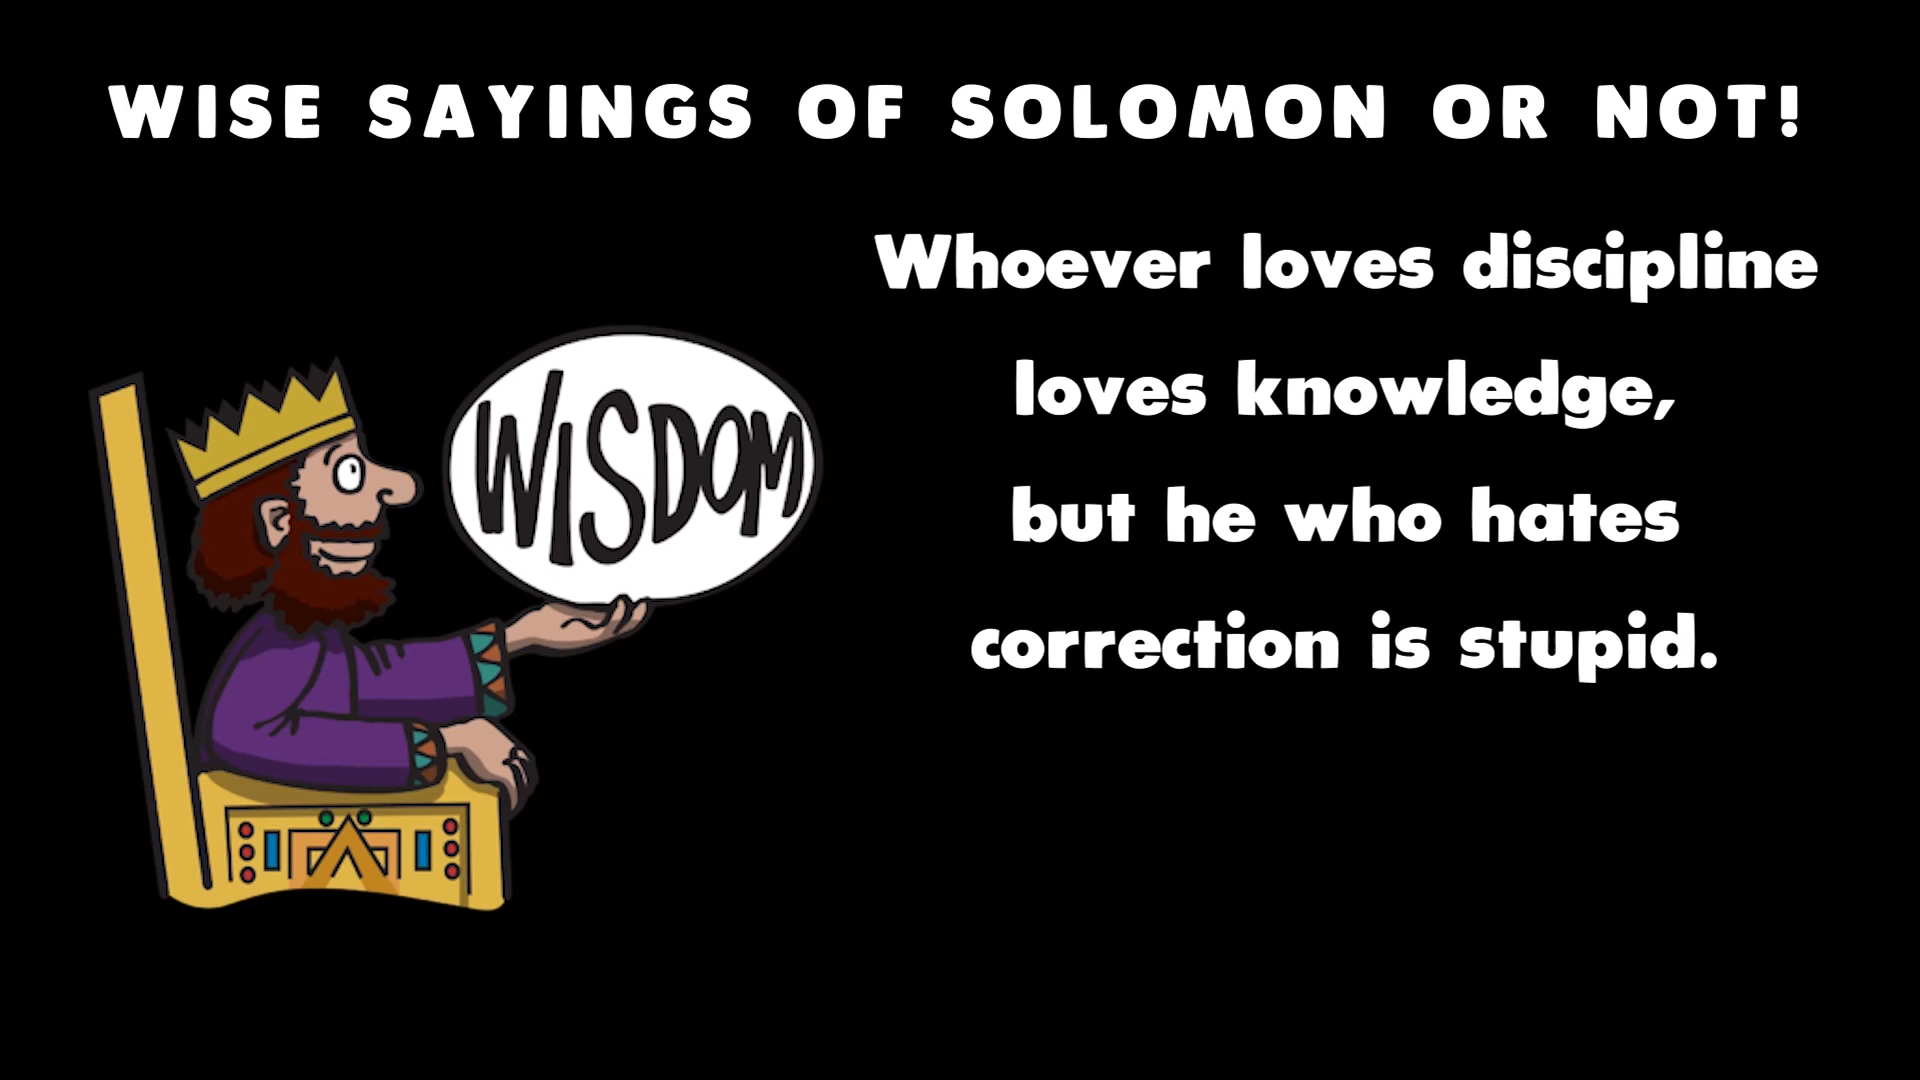 WISE SAYINGS OF SOLOMON OR NOT!
WISDOM
Whoever loves discipline
loves knowledge,
but he who hates
correction is stupid.